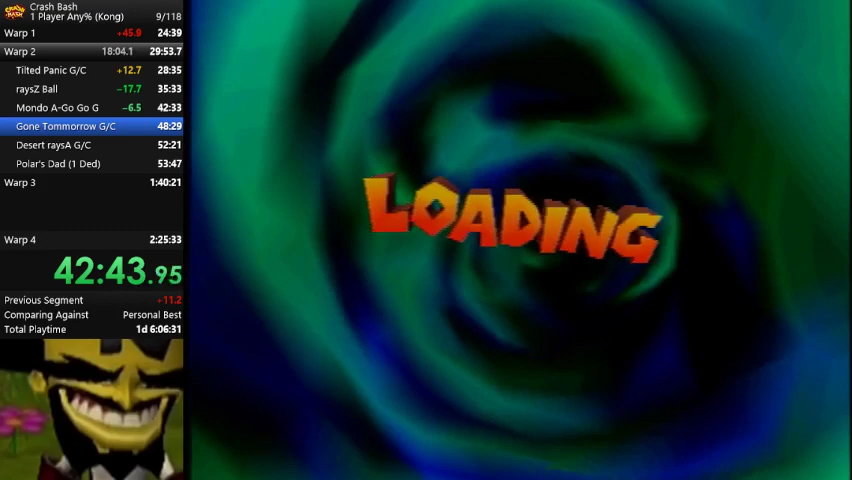 Crash Bash
1 Player Any% (Kong) 9/118
Warp 1 +45.9 24:39
Warp 2 18:04.1 29:53.7
Tilted Panic G/C +12.7 28:35
raysZ Ball −17.7 35:33
Mondo A-Go Go G −6.5 42:33
Gone Tommorrow G/C 48:29
Desert raysA G/C 52:21
Polar's Dad (1 Ded) 53:47
Warp 3 1:40:21
Warp 4 2:25:33
42:43.95
Previous Segment +11.2
Comparing Against Personal Best
Total Playtime 1d 6:06:31
LOADING